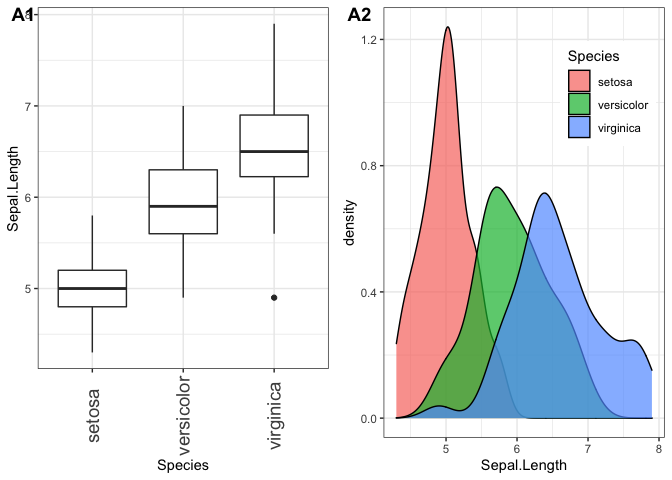 A1
8
7
6
5
Sepal.Length
setosa
versicolor
virginica
Species
A2
1.2
0.8
0.4
0.0
density
Species
setosa
versicolor
virginica
5 6 7 8
Sepal.Length